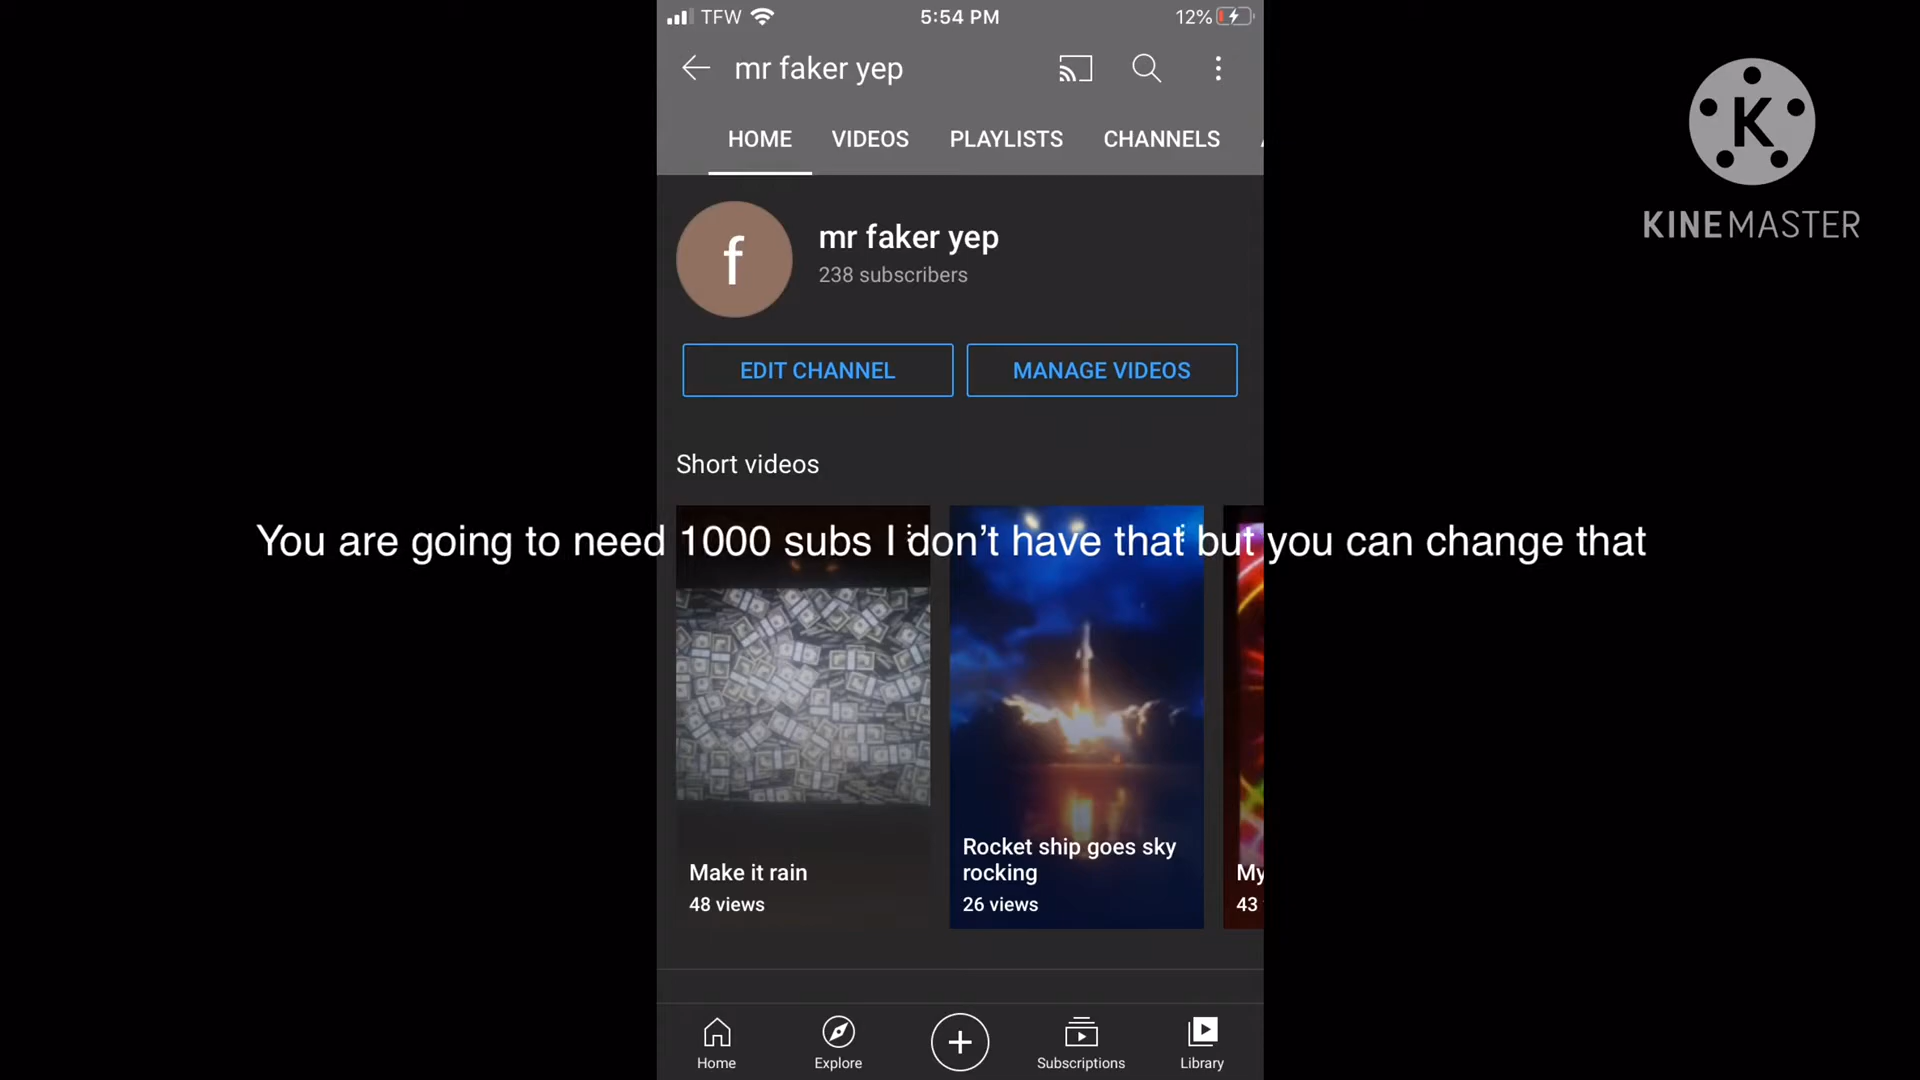 TFW
5:54 PM
12%
mr faker yep
HOME
VIDEOS
PLAYLISTS
CHANNELS
f
mr faker yep
238 subscribers
EDIT CHANNEL
MANAGE VIDEOS
Short videos
You are going to need 1000 subs I don't have that but you can change that
Make it rain
48 views
Rocket ship goes sky
rocking
26 views
My
43
Home
Explore
Subscriptions
Library
K
KINEMASTER